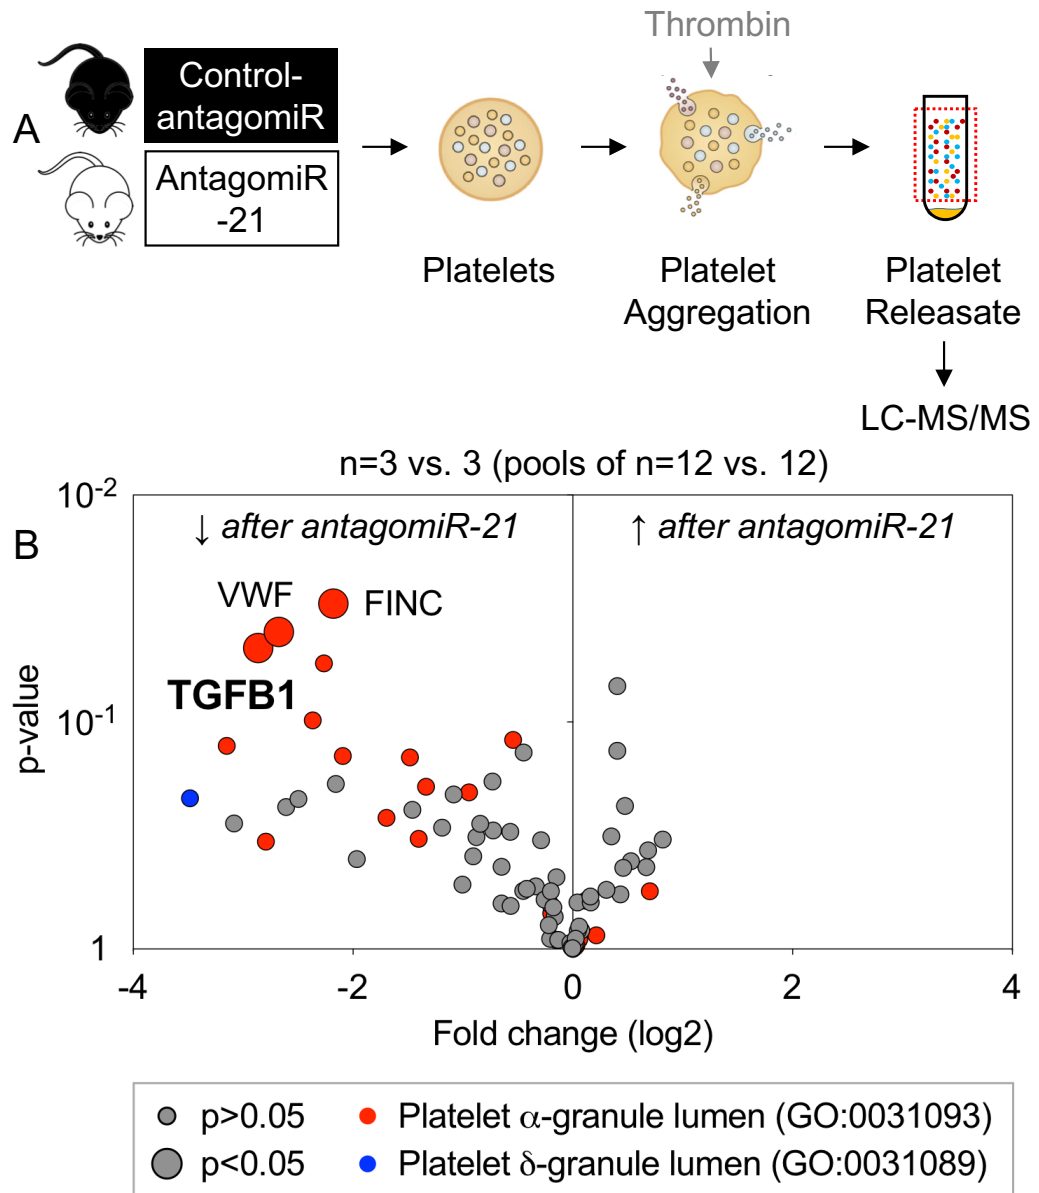 Thrombin
A
Control-
antagomiR
AntagomiR
-21
Platelets
Platelet
Aggregation
Platelet
Releasate
LC-MS/MS
n=3 vs. 3 (pools of n=12 vs. 12)
B
10-2
↓ after antagomiR-21
↑ after antagomiR-21
VWF
FINC
TGFB1
10-1
p-value
1
-4
-2
0
2
4
Fold change (log2)
p>0.05
Platelet α-granule lumen (GO:0031093)
p<0.05
Platelet δ-granule lumen (GO:0031089)